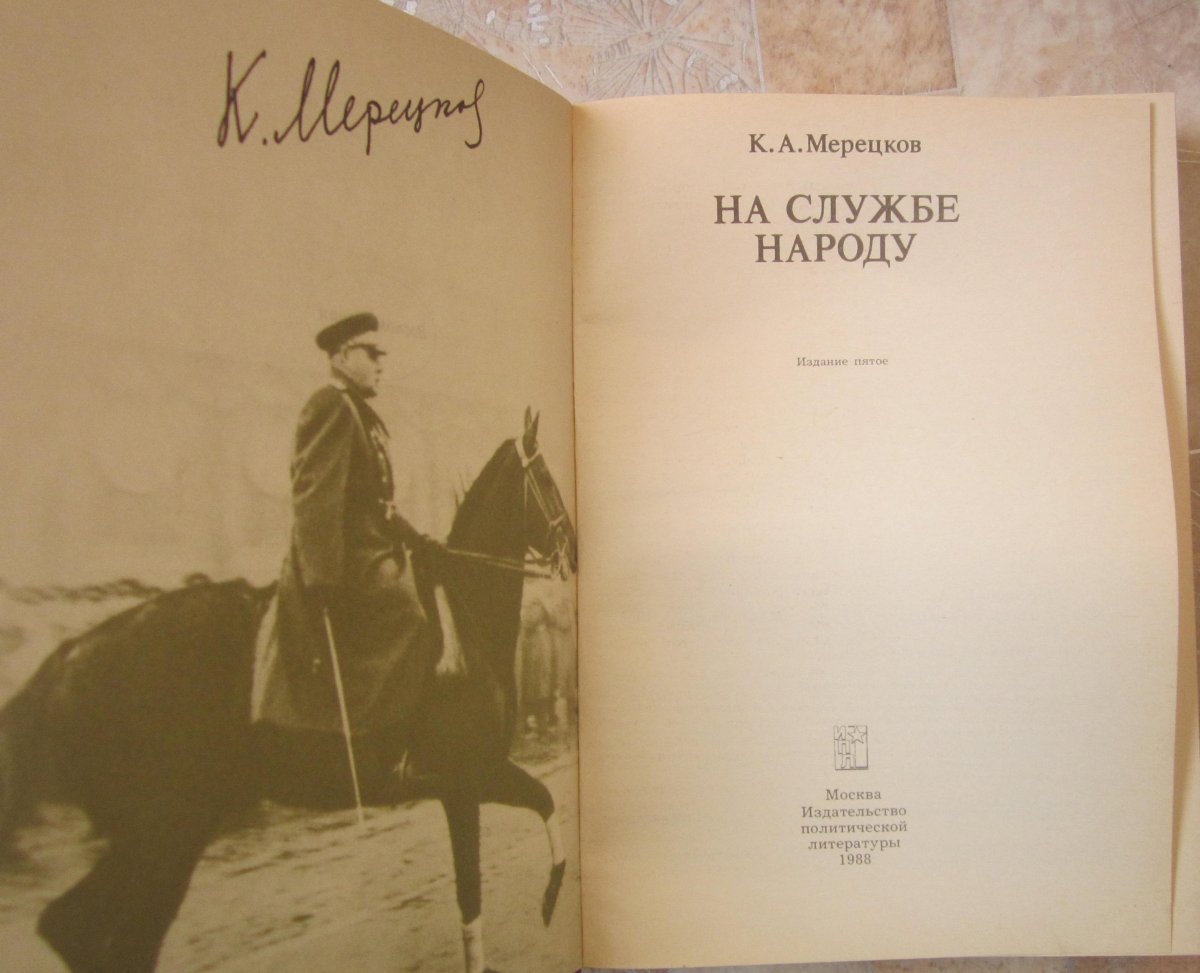 К. Мерецков
К. А. Мерецков
НА СЛУЖБЕ
НАРОДУ
Издание пятое
Москва
Издательство
политической
литературы
1988